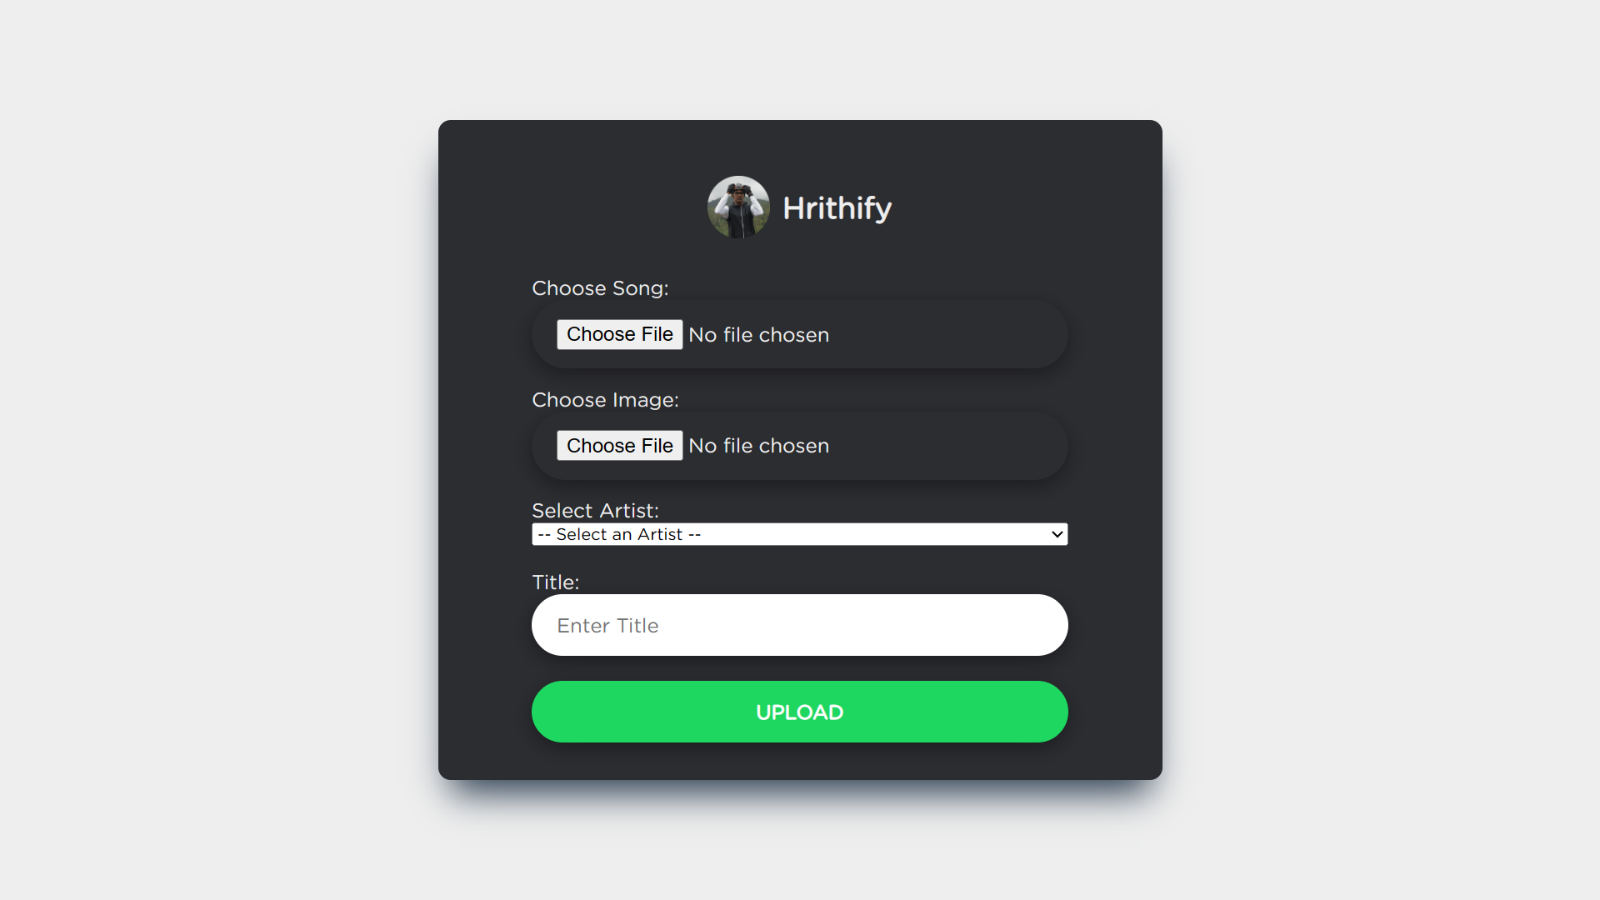 Hrithify
Choose Song:
Choose File No file chosen
Choose Image:
Choose File No file chosen
Select Artist:
-- Select an Artist --
Title:
Enter Title
UPLOAD